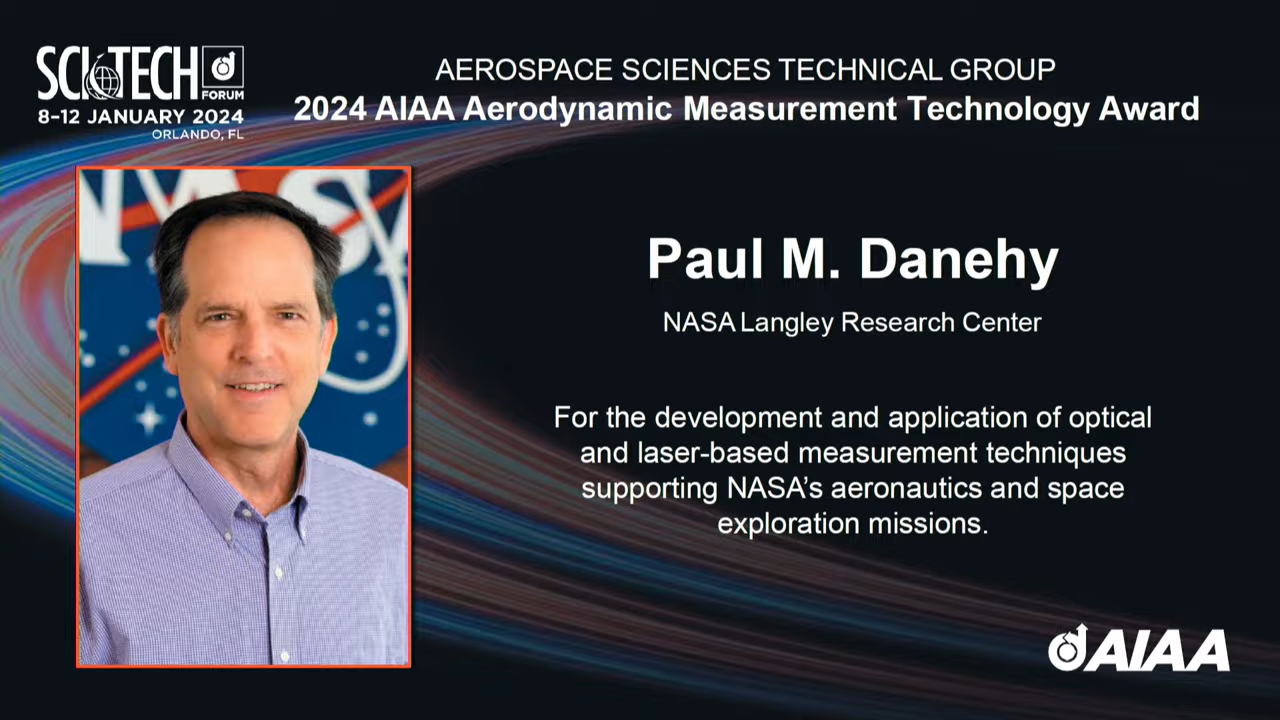 SCITECH
FORUM
8–12 JANUARY 2024
ORLANDO, FL
AEROSPACE SCIENCES TECHNICAL GROUP
2024 AIAA Aerodynamic Measurement Technology Award
NASA
Paul M. Danehy
NASA Langley Research Center
For the development and application of optical
and laser-based measurement techniques
supporting NASA’s aeronautics and space
exploration missions.
AIAA